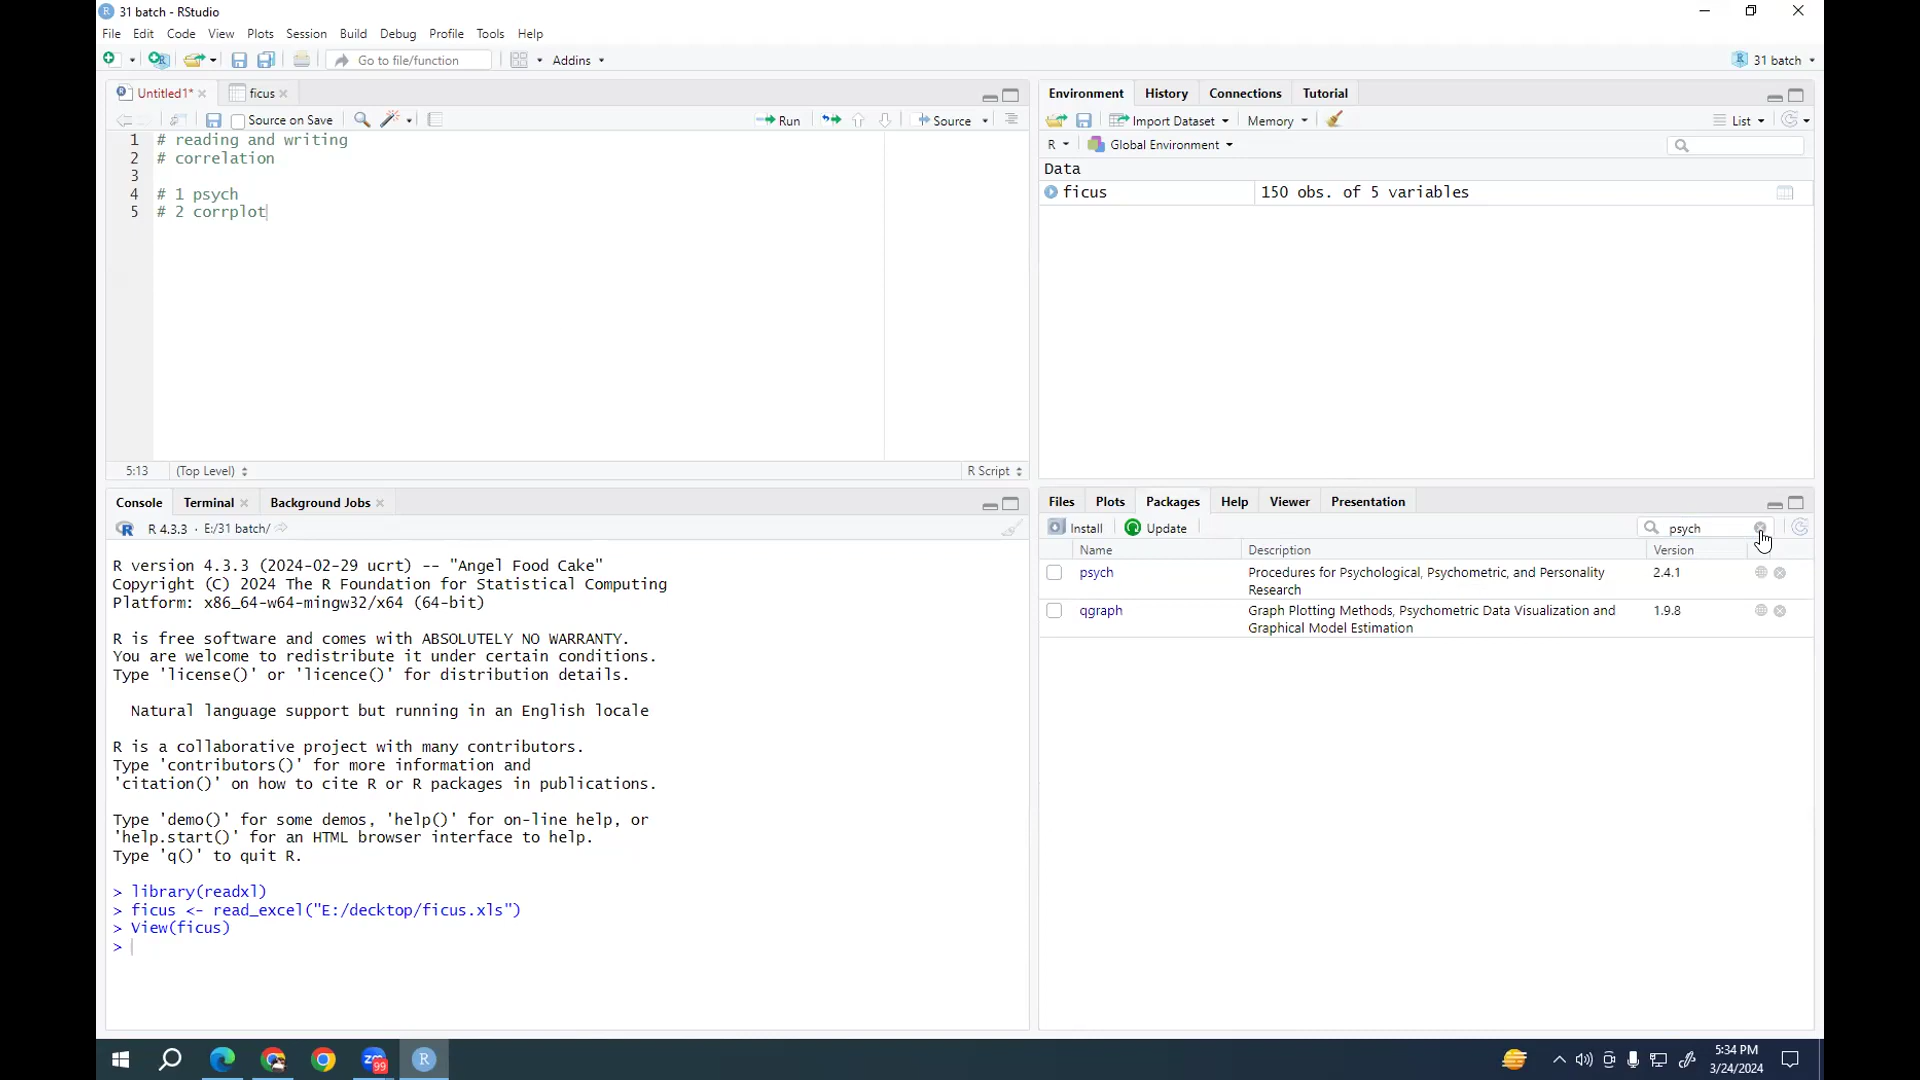 31 batch - RStudio
File Edit Code View Plots Session Build Debug Profile Tools Help
Go to file/function Addins 31 batch
Untitled1* ficus
Source on Save Run Source
1 # reading and writing
2 # correlation
3
4 # 1 psych
5 # 2 corrplot
5:13 (Top Level) R Script
Console Terminal Background Jobs
R 4.3.3 · E:/31 batch/
R version 4.3.3 (2024-02-29 ucrt) -- "Angel Food Cake"
Copyright (C) 2024 The R Foundation for Statistical Computing
Platform: x86_64-w64-mingw32/x64 (64-bit)
R is free software and comes with ABSOLUTELY NO WARRANTY.
You are welcome to redistribute it under certain conditions.
Type 'license()' or 'licence()' for distribution details.
Natural language support but running in an English locale
R is a collaborative project with many contributors.
Type 'contributors()' for more information and
'citation()' on how to cite R or R packages in publications.
Type 'demo()' for some demos, 'help()' for on-line help, or
'help.start()' for an HTML browser interface to help.
Type 'q()' to quit R.
> library(readxl)
> ficus <- read_excel("E:/decktop/ficus.xls")
> View(ficus)
>
Environment History Connections Tutorial
Import Dataset Memory List
R Global Environment
Data
ficus 150 obs. of 5 variables
Files Plots Packages Help Viewer Presentation
Install Update psych
Name Description Version
psych Procedures for Psychological, Psychometric, and Personality 2.4.1
Research
qgraph Graph Plotting Methods, Psychometric Data Visualization and 1.9.8
Graphical Model Estimation
zm 99 R
5:34 PM
3/24/2024